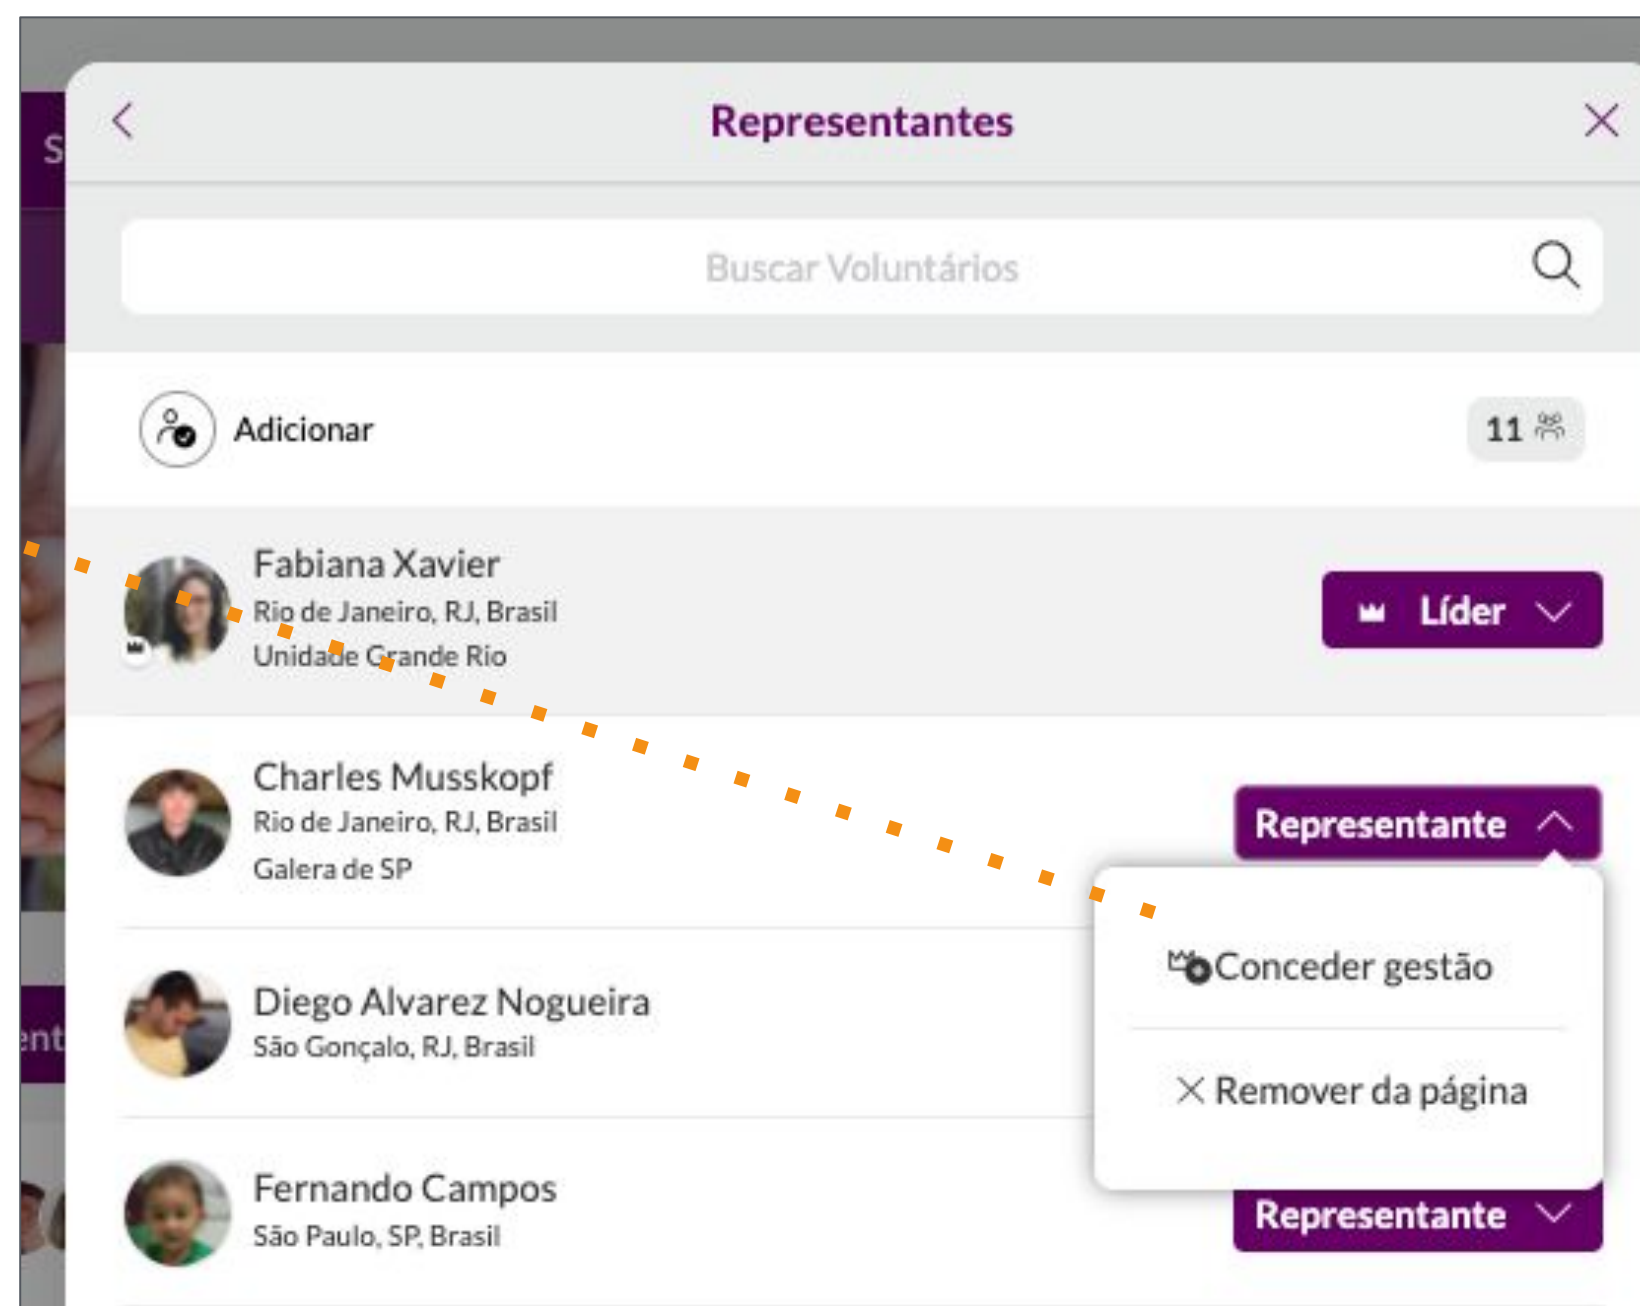 S
Representantes
Buscar Voluntários
Adicionar
11
Fabiana Xavier
Rio de Janeiro, RJ, Brasil
Unidade Grande Rio
Líder
Charles Musskopf
Rio de Janeiro, RJ, Brasil
Galera de SP
Representante
Conceder gestão
Remover da página
Diego Alvarez Nogueira
São Gonçalo, RJ, Brasil
ent
Fernando Campos
São Paulo, SP, Brasil
Representante